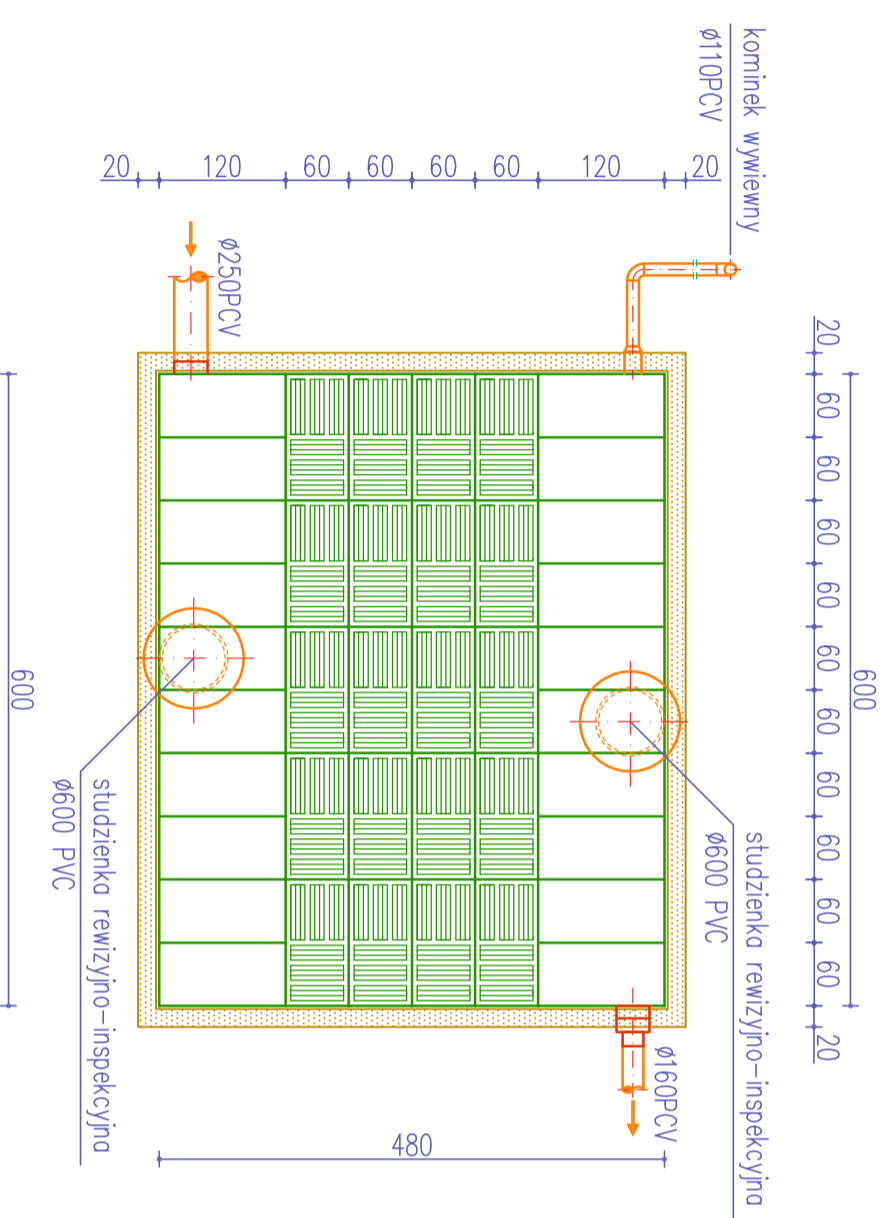 kominek wywiewny
ø110PCV
20 120 60 60 60 60 120 20
ø250PCV
20 60 60 60 60 60 60 60 60 60 60 20
600
600
studzienka rewizyjno-inspekcyjna
ø600 PVC
studzienka rewizyjno-inspekcyjna
ø600 PVC
ø160PCV
480